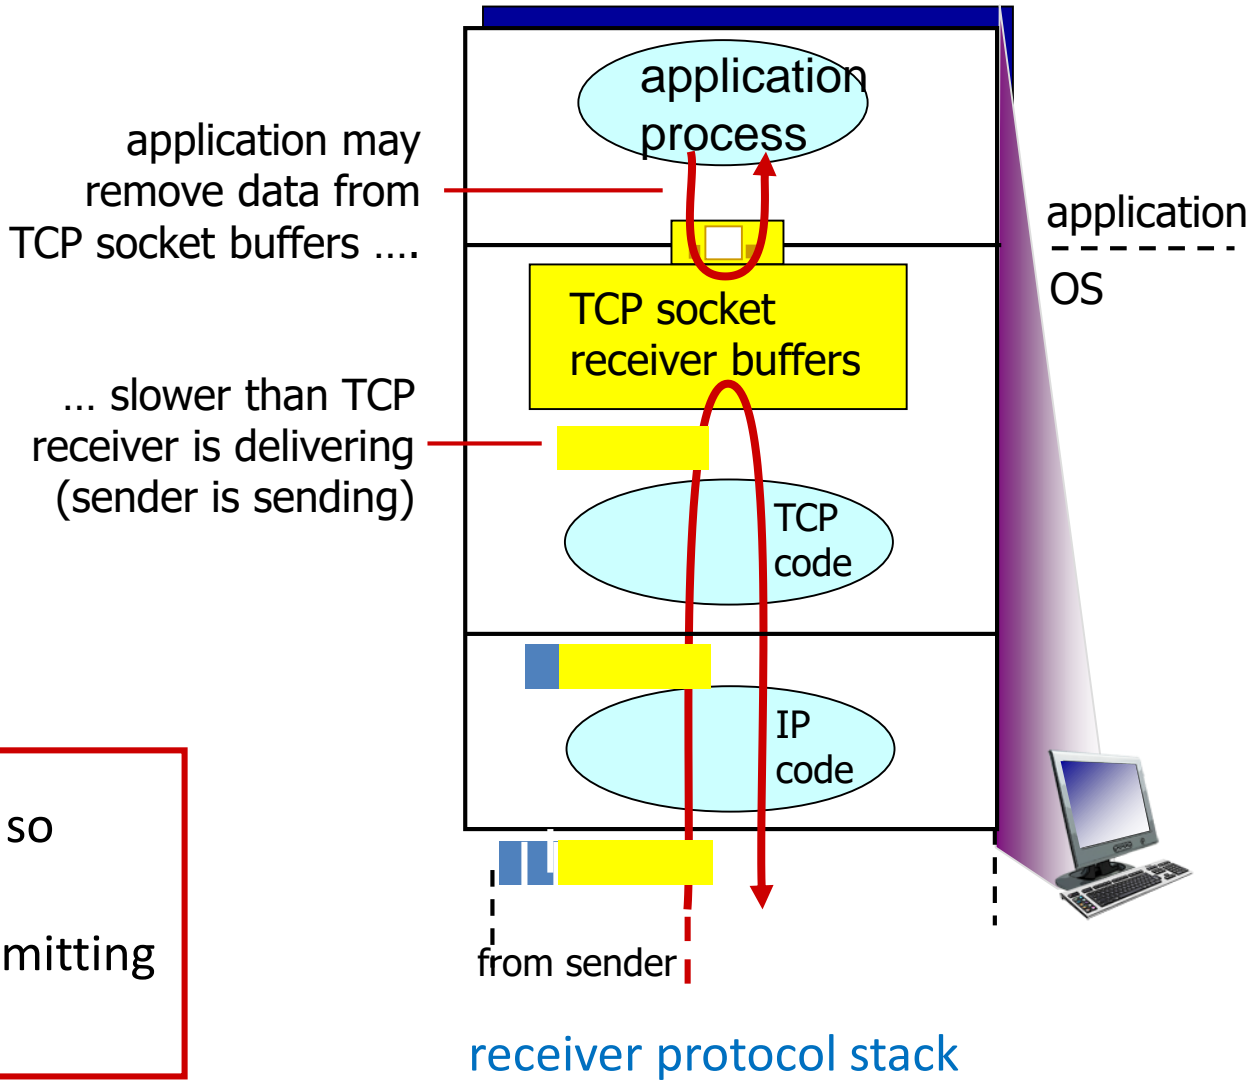 application
process
application may
remove data from
TCP socket buffers ….
application
OS
TCP socket
receiver buffers
… slower than TCP
receiver is delivering
(sender is sending)
TCP
code
IP
code
so
mitting
from sender
receiver protocol stack